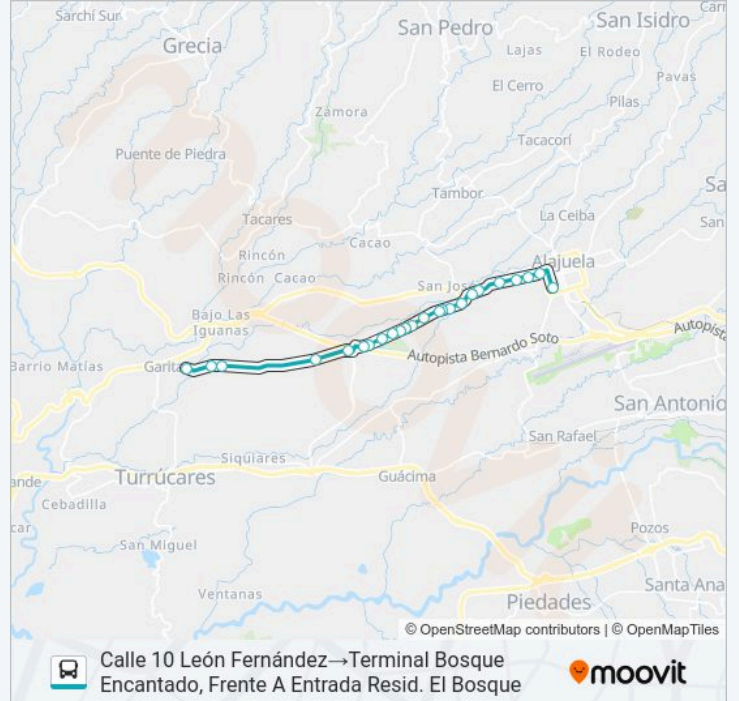 Sarchí Sur
San Pedro
San Isidro
Grecia
Lajas
El Rodeo
El Cerro
Pavas
Pilas
Zamora
Tacacorí
Puente de Piedra
Tambor
La Ceiba
Tacares
San
Cacao
Rincón
Alajuela
Rincón Cacao
San José
Bajo Las
Iguanas
Autopista Bernardo Soto
Autopista
Barrio Matías
Garita
San Antonio
San Rafael
Siquiares
Turrúcares
Guácima
Cebadilla
Pozos
San Miguel
Santa Ana
Ventanas
Piedades
© OpenStreetMap contributors | © OpenMapTiles
Calle 10 León Fernández→Terminal Bosque
Encantado, Frente A Entrada Resid. El Bosque
moovit